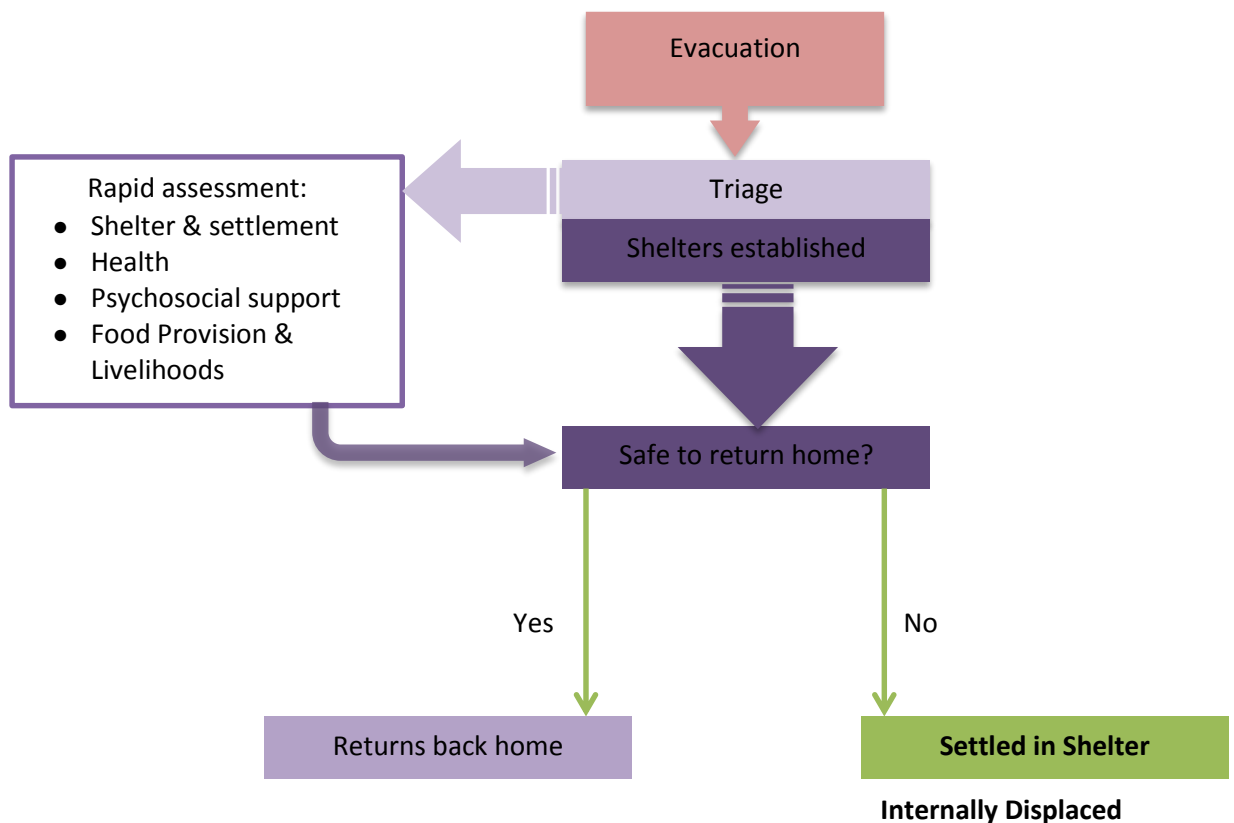 Evacuation
Triage
Shelters established
Rapid assessment:
● Shelter & settlement
● Health
● Psychosocial support
● Food Provision &
Livelihoods
Safe to return home?
Yes
No
Returns back home
Settled in Shelter
Internally Displaced